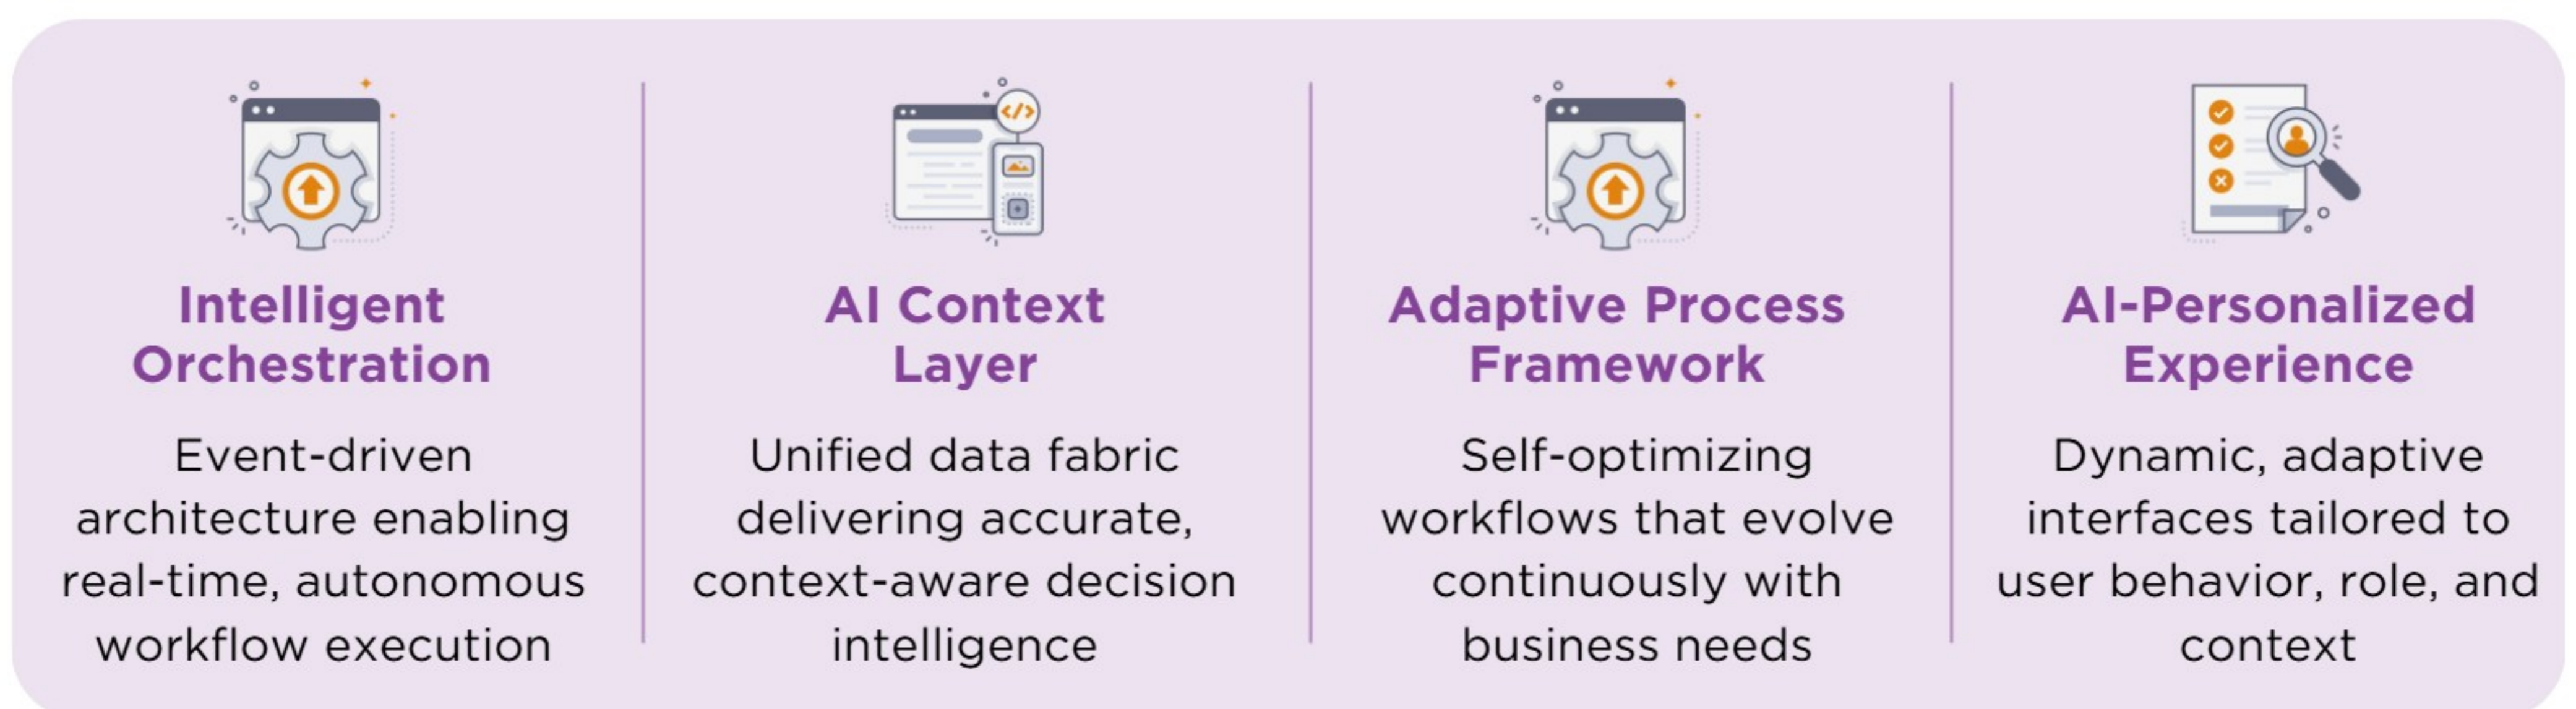 Intelligent
Orchestration
Event-driven
architecture enabling
real-time, autonomous
workflow execution
AI Context
Layer
Unified data fabric
delivering accurate,
context-aware decision
intelligence
Adaptive Process
Framework
Self-optimizing
workflows that evolve
continuously with
business needs
AI-Personalized
Experience
Dynamic, adaptive
interfaces tailored to
user behavior, role, and
context